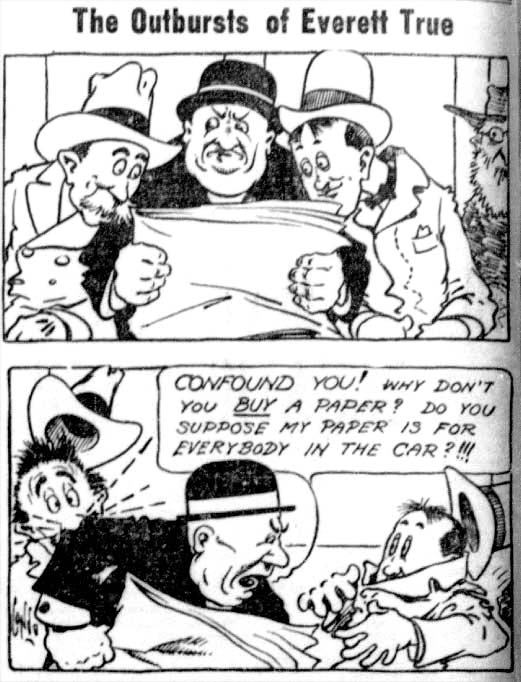 The Outbursts of Everett True
CONFOUND YOU! WHY DON'T
YOU BUY A PAPER? DO YOU
SUPPOSE MY PAPER IS FOR
EVERYBODY IN THE CAR?!!!